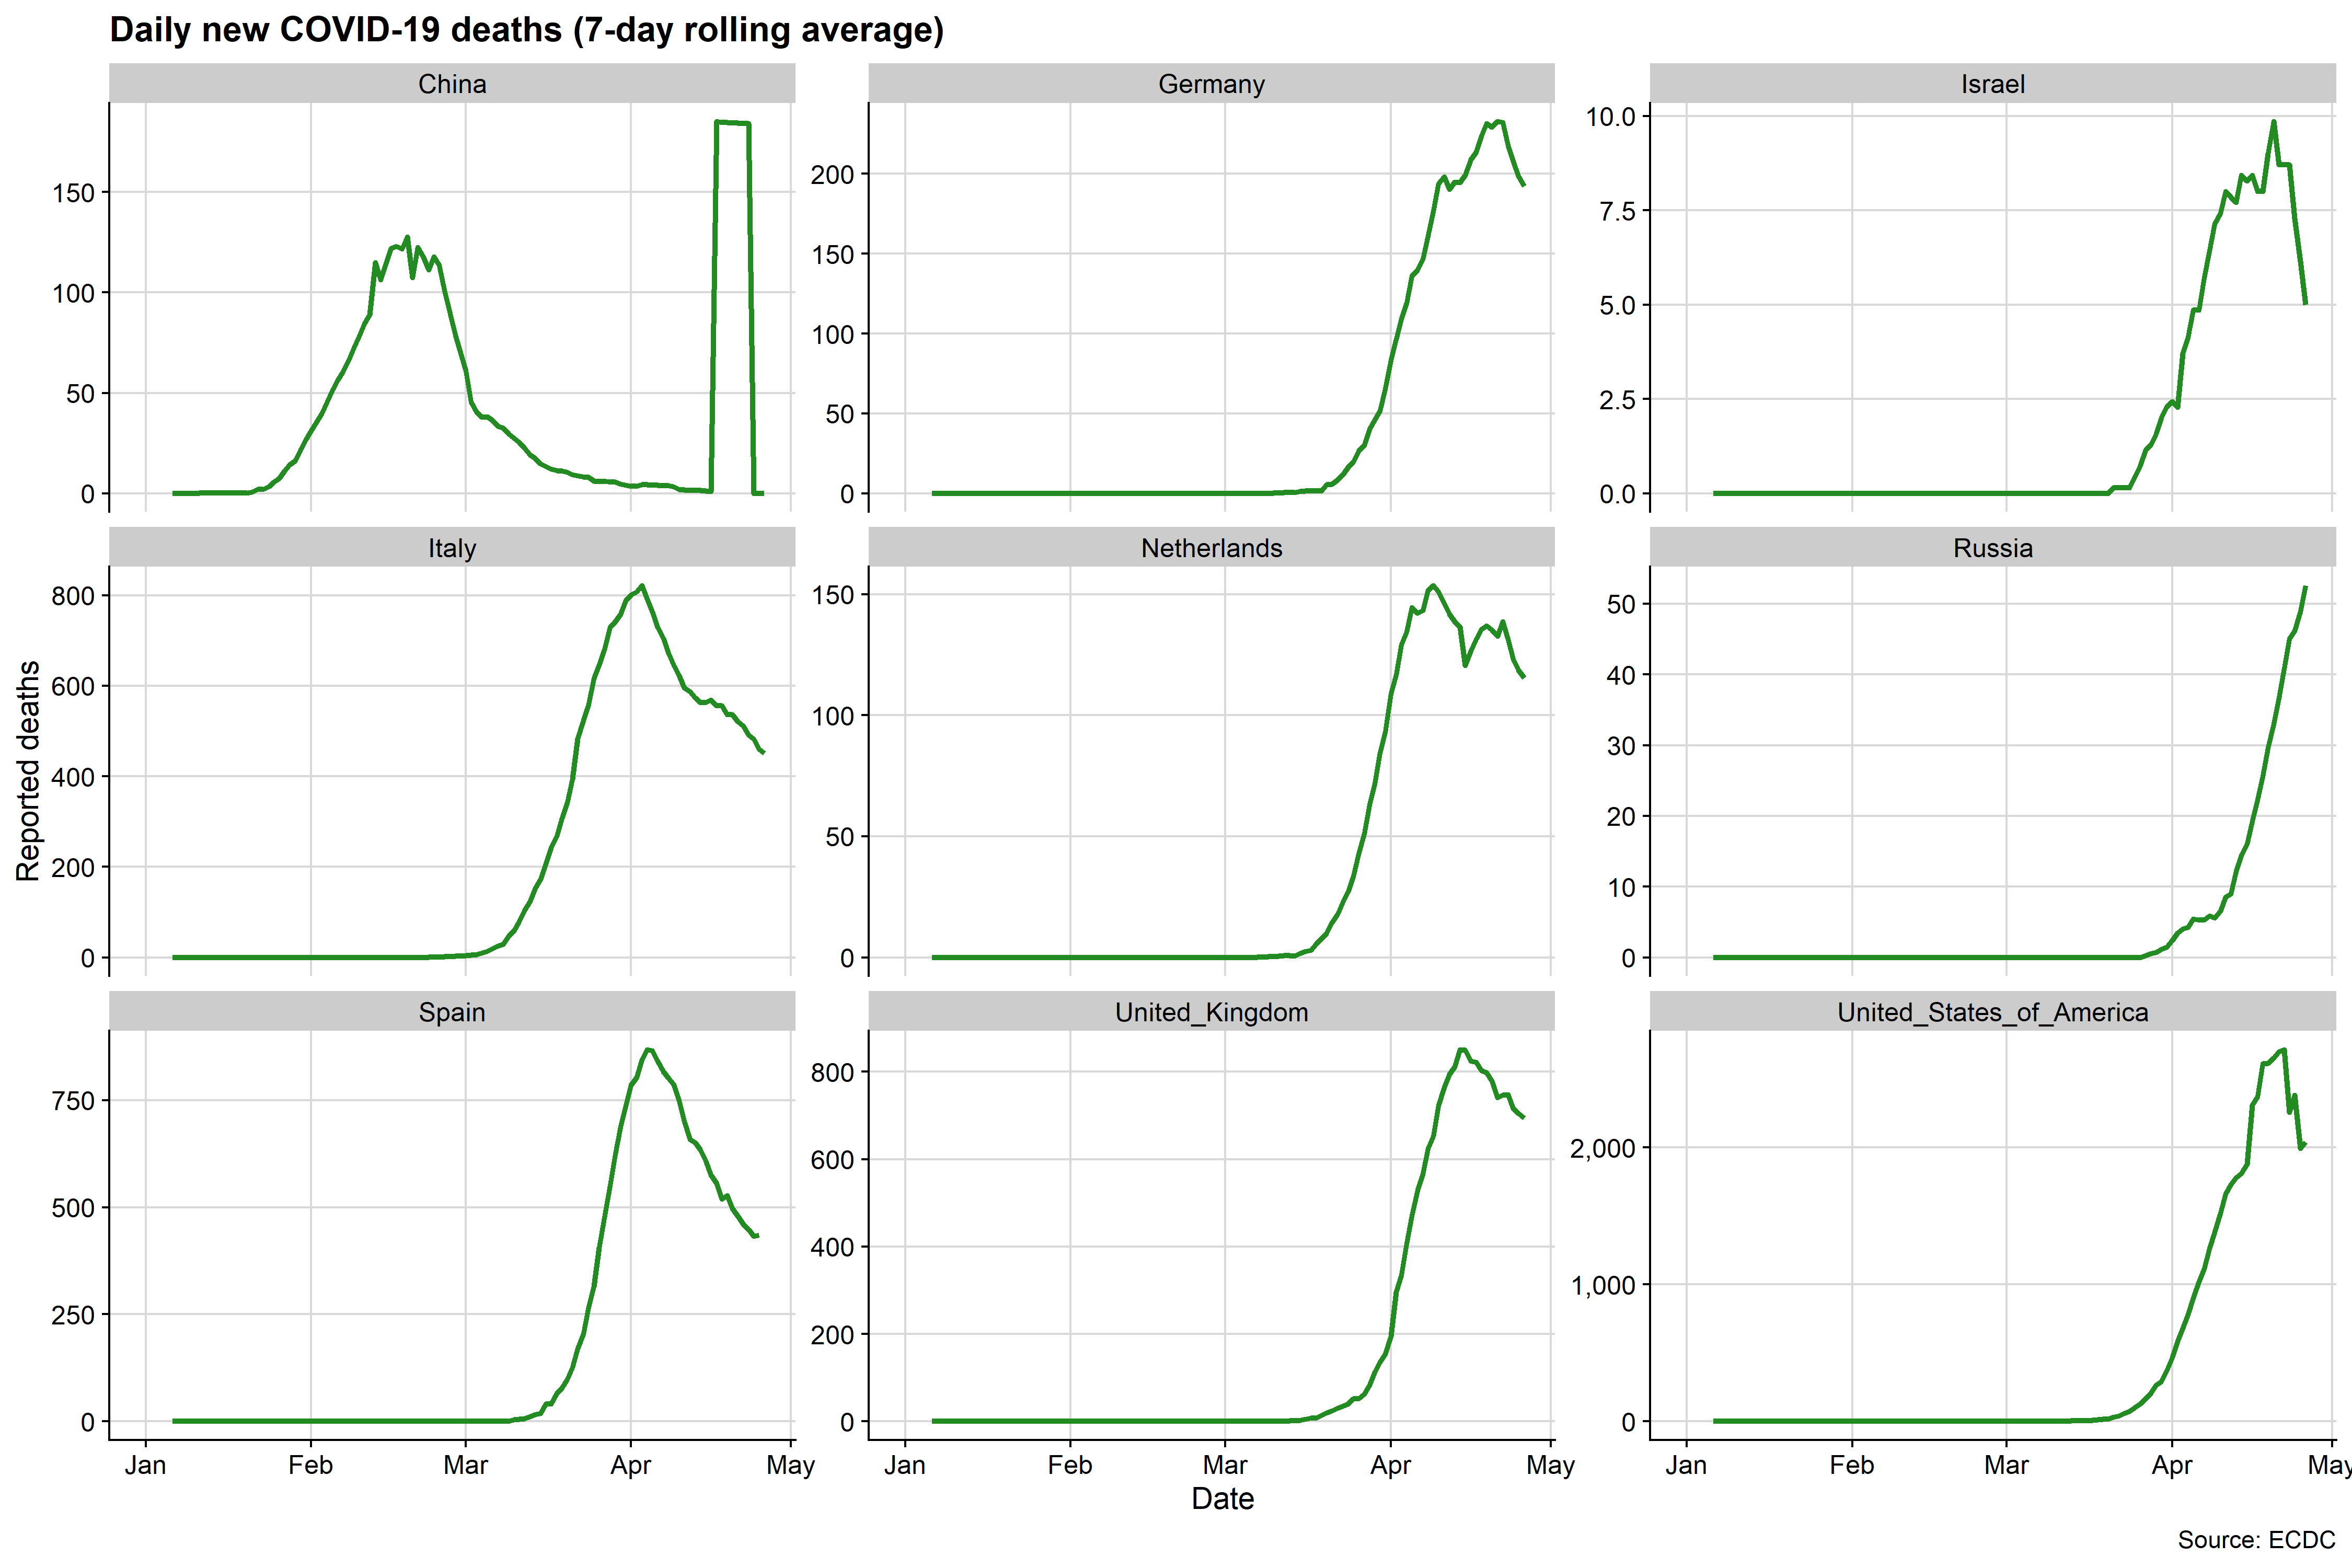 Daily new COVID-19 deaths (7-day rolling average)
China
Germany
Israel
150
100
50
0
200
150
100
50
0
10.0
7.5
5.0
2.5
0.0
Italy
Netherlands
Russia
Reported deaths
800
600
400
200
0
150
100
50
0
50
40
30
20
10
0
Spain
United_Kingdom
United_States_of_America
750
500
250
0
800
600
400
200
0
2,000
1,000
0
Jan Feb Mar Apr May
Jan Feb Mar Apr May
Jan Feb Mar Apr May
Date
Source: ECDC